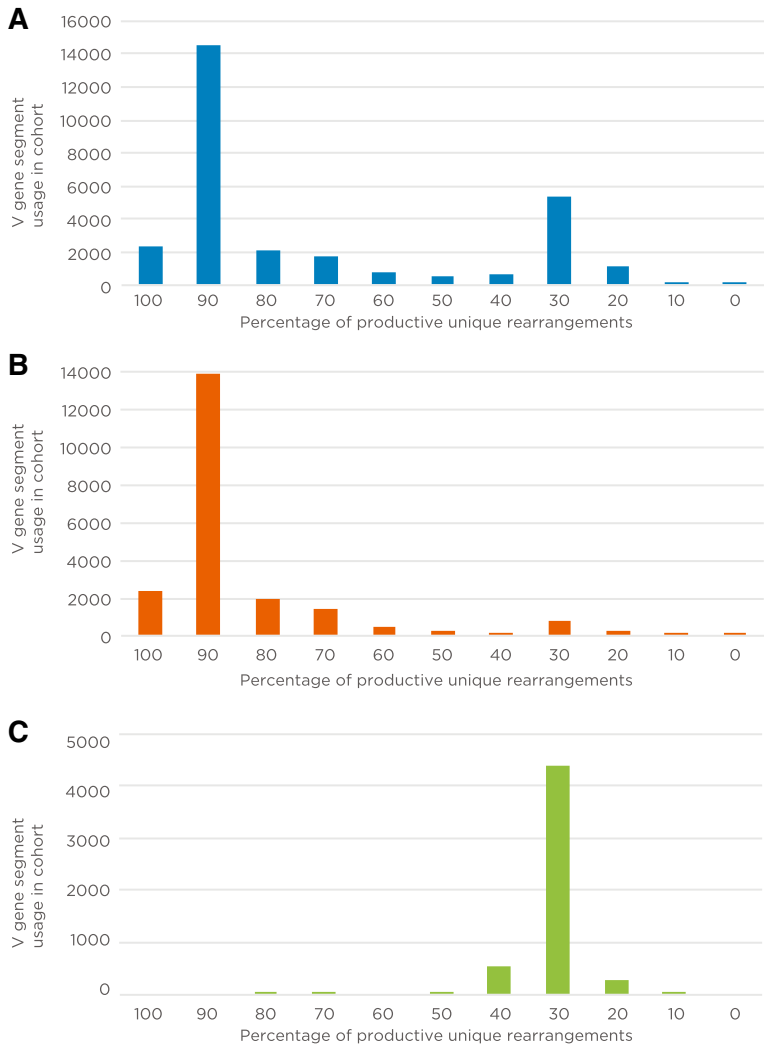 A
16000
14000
12000
10000
8000
6000
4000
2000
0
V gene segment
usage in cohort
100 90 80 70 60 50 40 30 20 10 0
Percentage of productive unique rearrangements
B
14000
12000
10000
8000
6000
4000
2000
0
V gene segment
usage in cohort
100 90 80 70 60 50 40 30 20 10 0
Percentage of productive unique rearrangements
C
5000
4000
3000
2000
1000
0
V gene segment
usage in cohort
100 90 80 70 60 50 40 30 20 10 0
Percentage of productive unique rearrangements